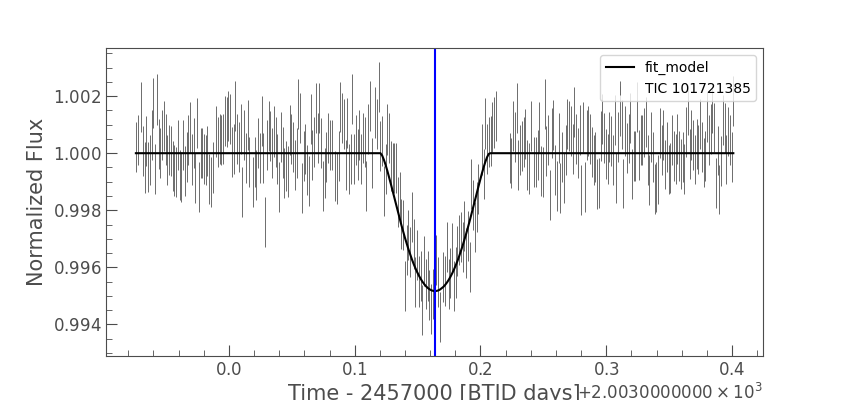 fit_model
TIC 101721385
Normalized Flux
1.002
1.000
0.998
0.996
0.994
0.0 0.1 0.2 0.3 0.4
Time - 2457000 [BTJD days]
+2.0030000000 × 10³